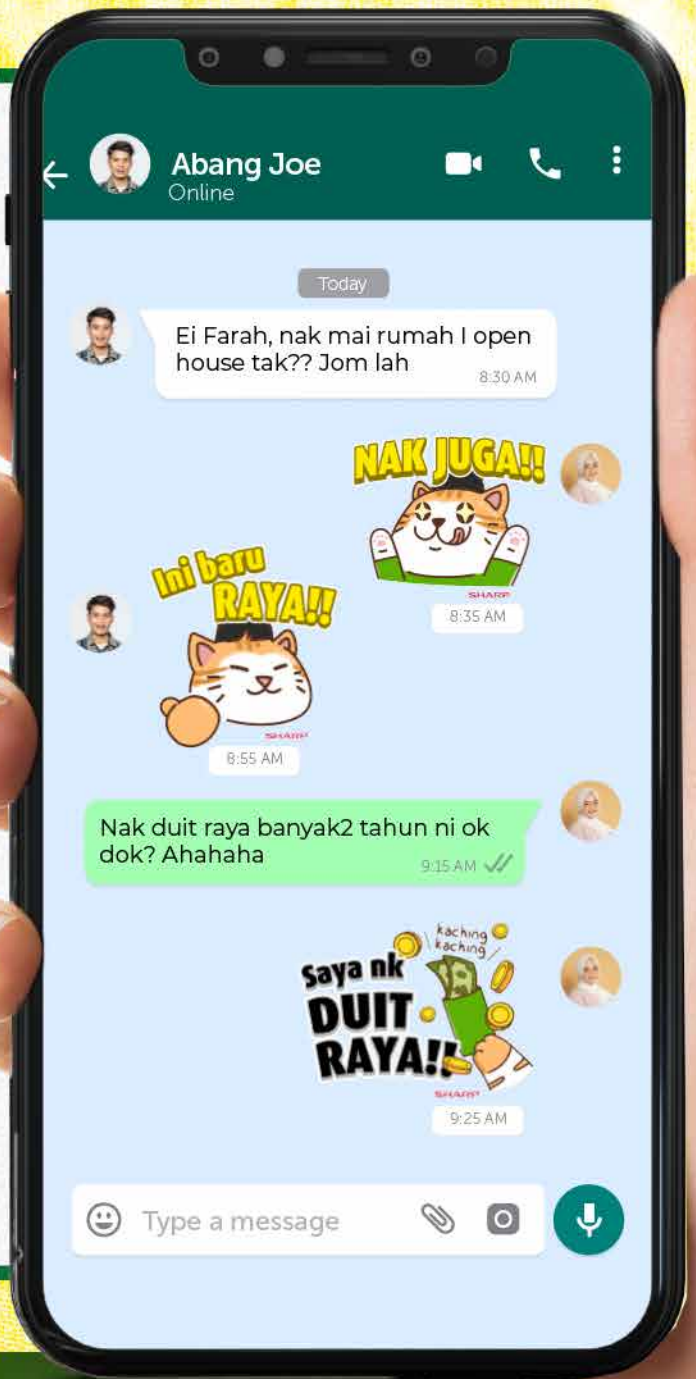 Abang Joe
Online
Today
Ei Farah, nak mai rumah I open
house tak?? Jom lah
8:30 AM
NAK JUGA!!
SHARP
8:35 AM
Ini baru
RAYA!!
SHARP
8:55 AM
Nak duit raya banyak2 tahun ni ok
dok? Ahahaha
9:15 AM
kaching
kaching
Saya nk
DUIT
RAYA!!
SHARP
9:25 AM
Type a message